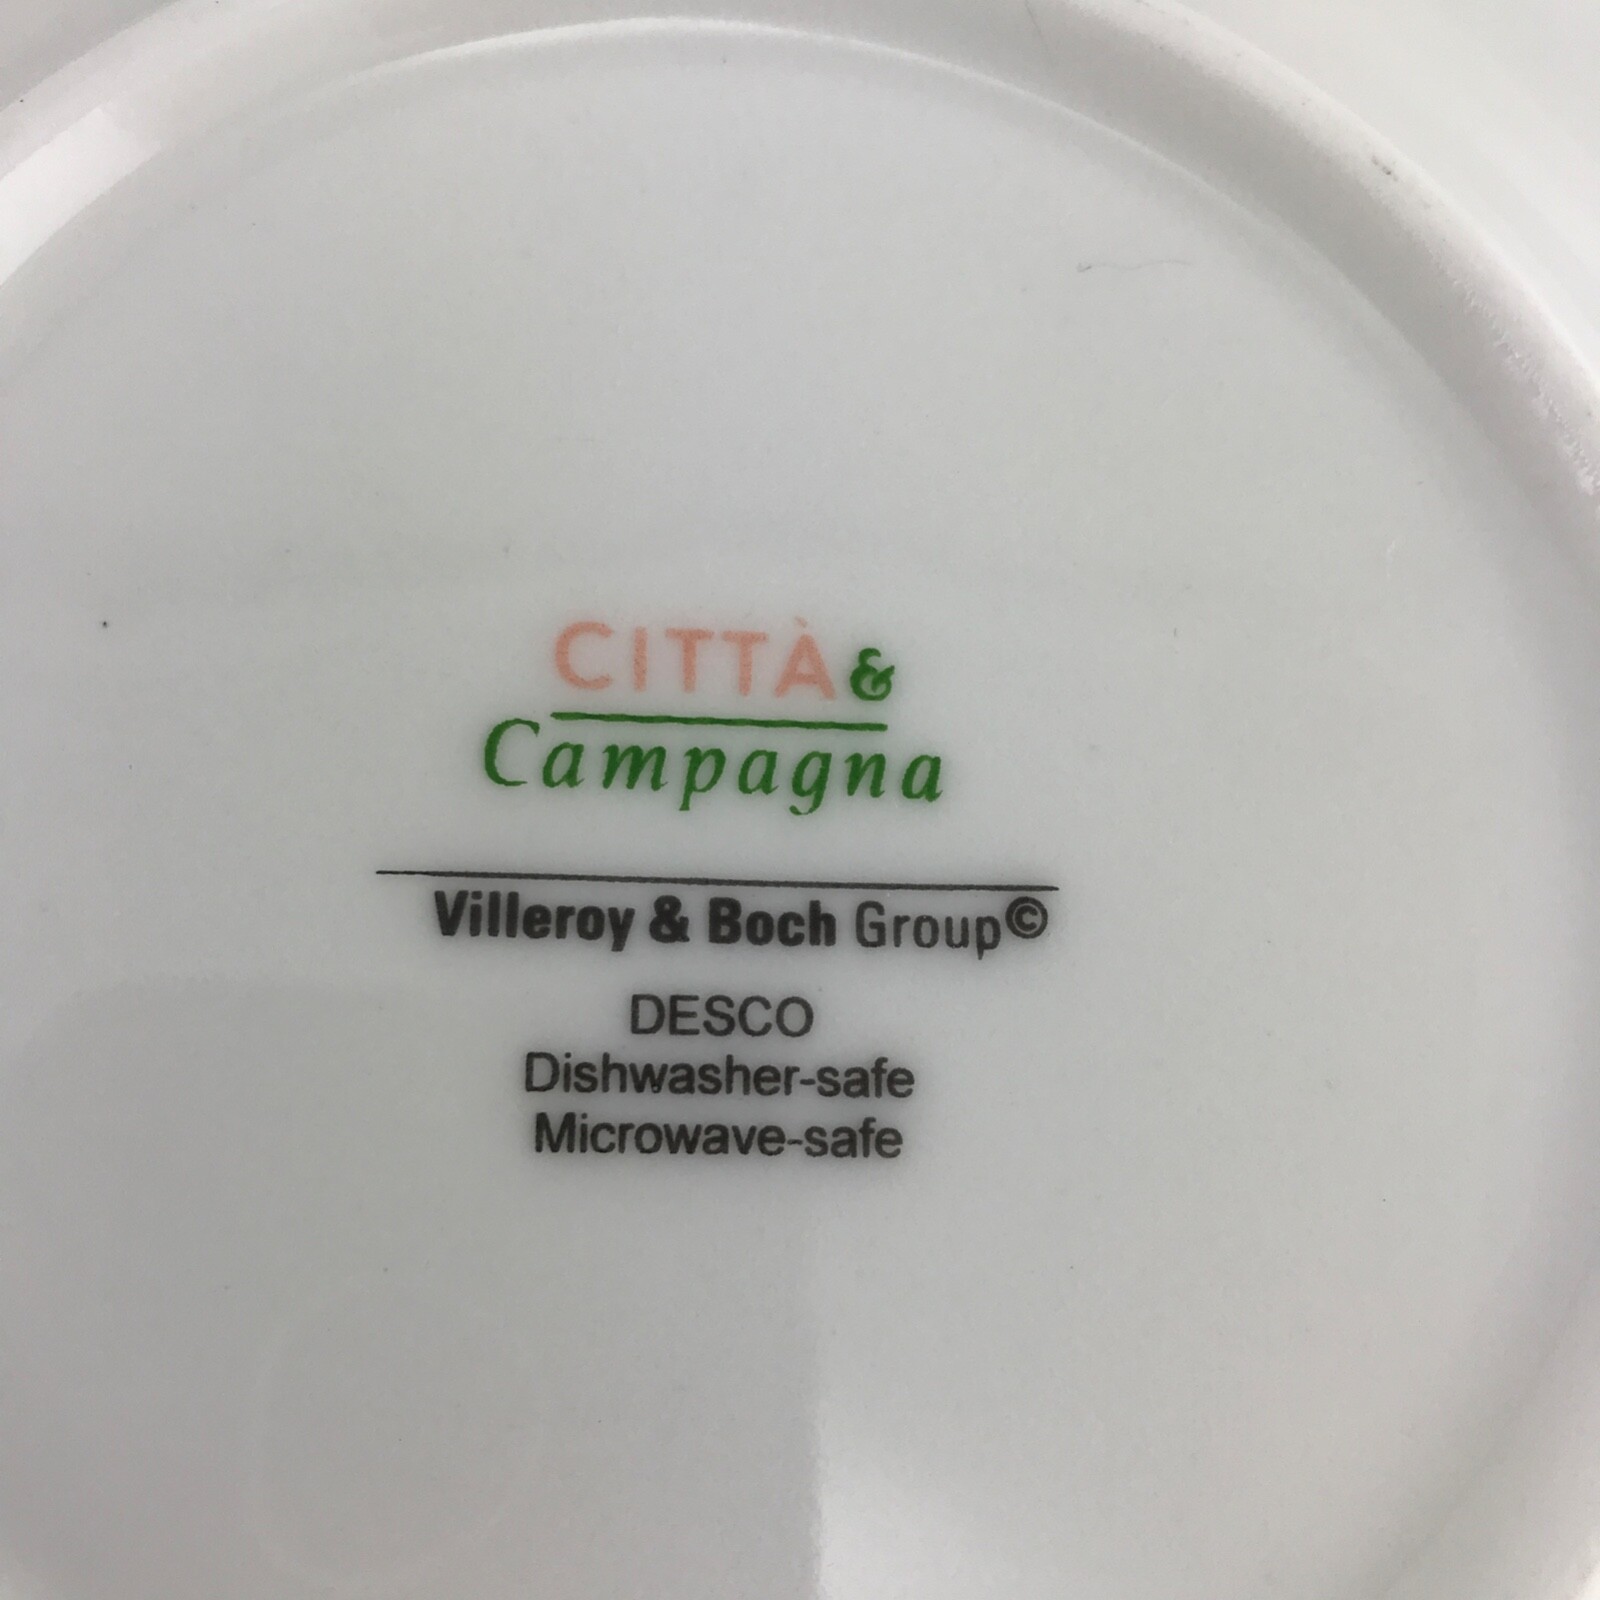 CITTÀ &
Campagna
Villeroy & Boch Group©
DESCO
Dishwasher-safe
Microwave-safe